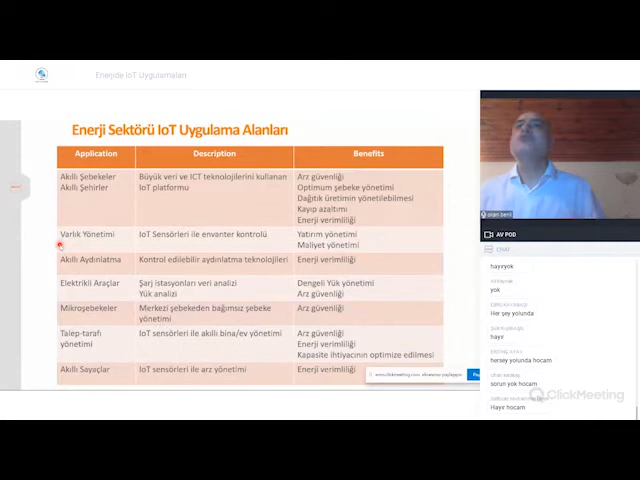 Enerjide IoT Uygulamaları
Enerji Sektörü IoT Uygulama Alanları
Application Description Benefits
Akıllı Şebekeler
Akıllı Şehirler
Büyük veri ve ICT teknolojilerini kullanan
IoT platformu
Arz güvenliği
Optimum şebeke yönetimi
Dağıtık üretimin yönetilebilmesi
Kayıp azaltımı
Enerji verimliliği
Varlık Yönetimi
IoT Sensörleri ile envanter kontrolü
Yatırım yönetimi
Maliyet yönetimi
Akıllı Aydınlatma
Kontrol edilebilir aydınlatma teknolojileri
Enerji verimliliği
Elektrikli Araçlar
Şarj istasyonları veri analizi
Yük analizi
Dengeli Yük yönetimi
Arz güvenliği
Mikroşebekeler
Merkezi şebekeden bağımsız şebeke
yönetimi
Arz güvenliği
Talep-tarafı
yönetimi
IoT sensörleri ile akıllı bina/ev yönetimi
Arz güvenliği
Enerji verimliliği
Kapasite ihtiyacının optimize edilmesi
Akıllı Sayaçlar
IoT sensörleri ile arz yönetimi
Enerji verimliliği
www.clickmeeting.com
AV POD
CHAT
hayıryok
yok
Her şey yolunda
hayır
hersey yolunda hocam
sorun yok hocam
Hayır hocam
ClickMeeting